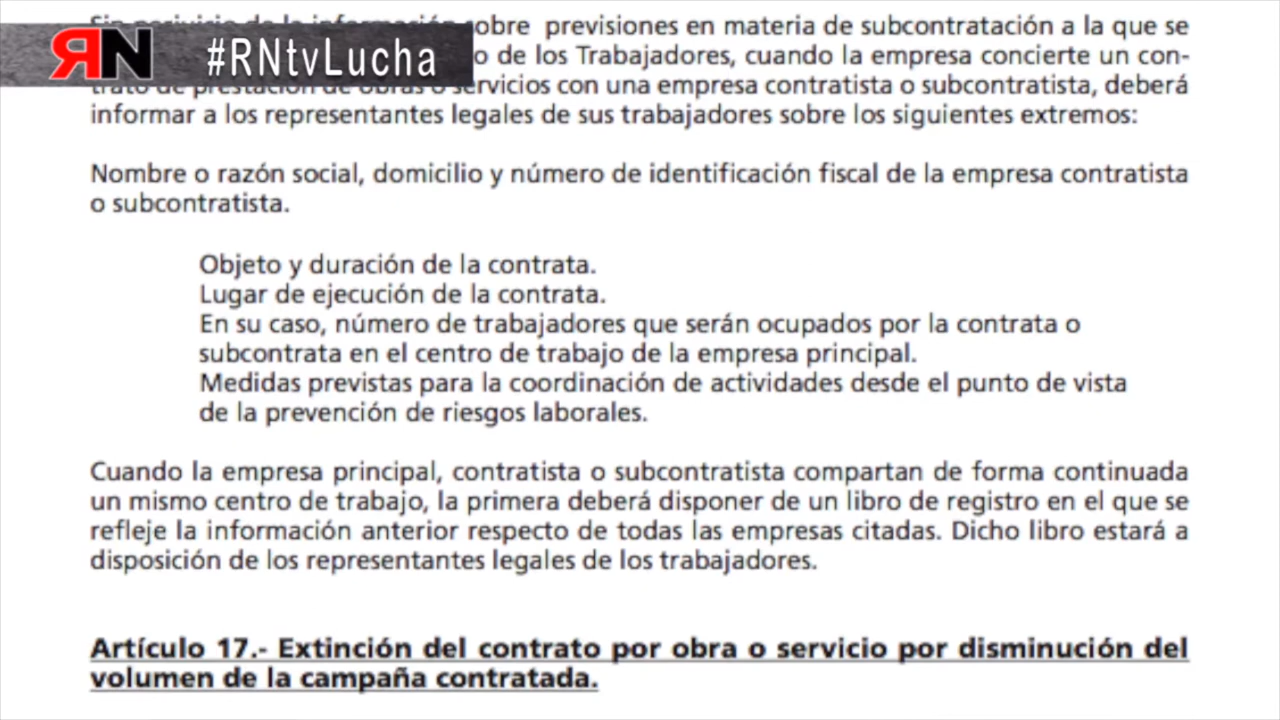 sobre previsiones en materia de subcontratación a la que se
ЯN #RNtvLucha
o de los Trabajadores, cuando la empresa concierte un con-
trato de prestación de obras o servicios con una empresa contratista o subcontratista, deberá
informar a los representantes legales de sus trabajadores sobre los siguientes extremos:
Nombre o razón social, domicilio y número de identificación fiscal de la empresa contratista
o subcontratista.
Objeto y duración de la contrata.
Lugar de ejecución de la contrata.
En su caso, número de trabajadores que serán ocupados por la contrata o
subcontrata en el centro de trabajo de la empresa principal.
Medidas previstas para la coordinación de actividades desde el punto de vista
de la prevención de riesgos laborales.
Cuando la empresa principal, contratista o subcontratista compartan de forma continuada
un mismo centro de trabajo, la primera deberá disponer de un libro de registro en el que se
refleje la información anterior respecto de todas las empresas citadas. Dicho libro estará a
disposición de los representantes legales de los trabajadores.
Artículo 17.- Extinción del contrato por obra o servicio por disminución del
volumen de la campaña contratada.